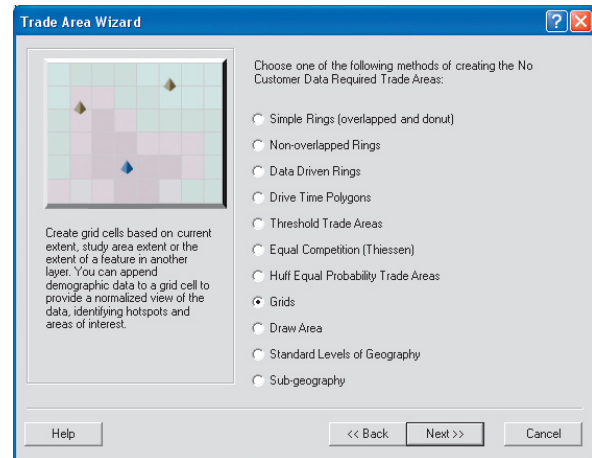 Trade Area Wizard
Choose one of the following methods of creating the No
Customer Data Required Trade Areas:
Simple Rings (overlapped and donut)
Non-overlapped Rings
Data Driven Rings
Drive Time Polygons
Threshold Trade Areas
Equal Competition (Thiessen)
Huff Equal Probability Trade Areas
Grids
Draw Area
Standard Levels of Geography
Sub-geography
Create grid cells based on current
extent, study area extent or the
extent of a feature in another
layer. You can append
demographic data to a grid cell to
provide a normalized view of the
data, identifying hotspots and
areas of interest.
Help
<< Back
Next >>
Cancel